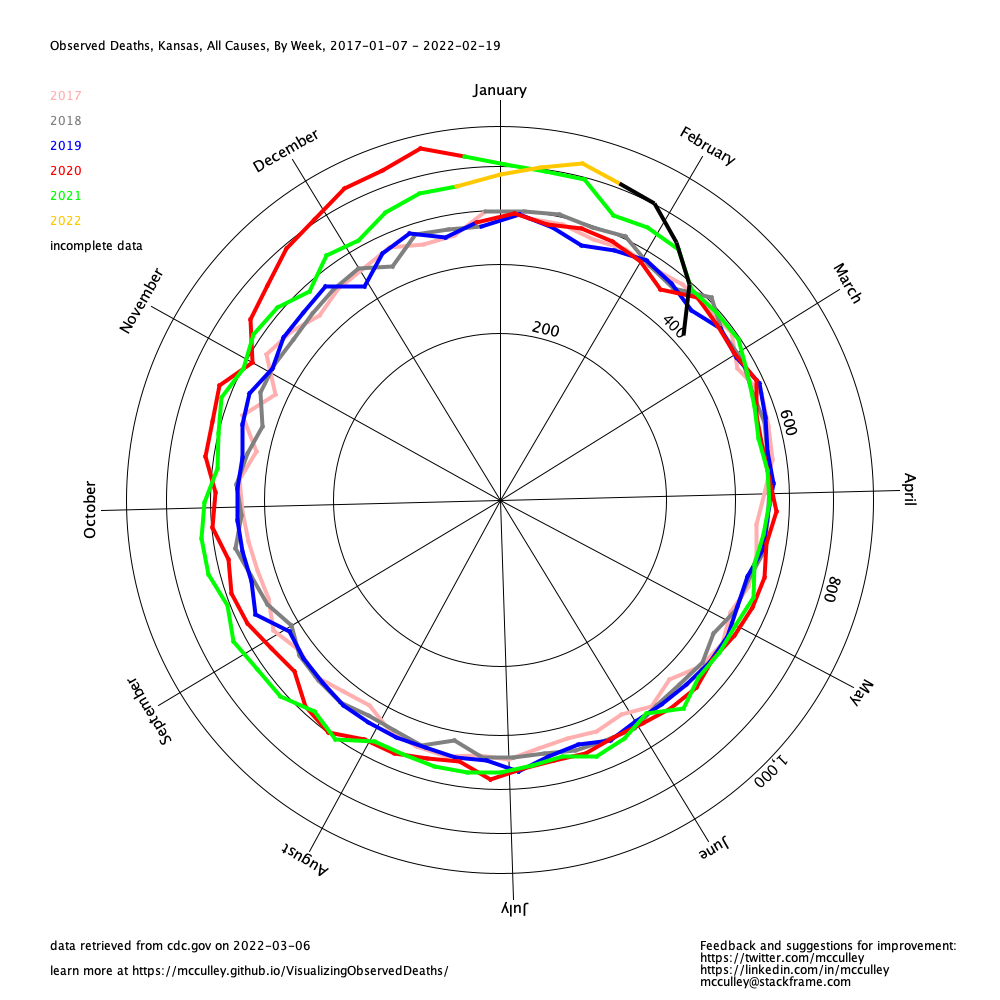 Observed Deaths, Kansas, All Causes, By Week, 2017-01-07 - 2022-02-19
2017
2018
2019
2020
2021
2022
incomplete data
January
February
March
April
May
June
July
August
September
October
November
December
200
400
600
800
1,000
data retrieved from cdc.gov on 2022-03-06
learn more at https://mcculley.github.io/VisualizingObservedDeaths/
Feedback and suggestions for improvement:
https://twitter.com/mcculley
https://linkedin.com/in/mcculley
mcculley@stackframe.com